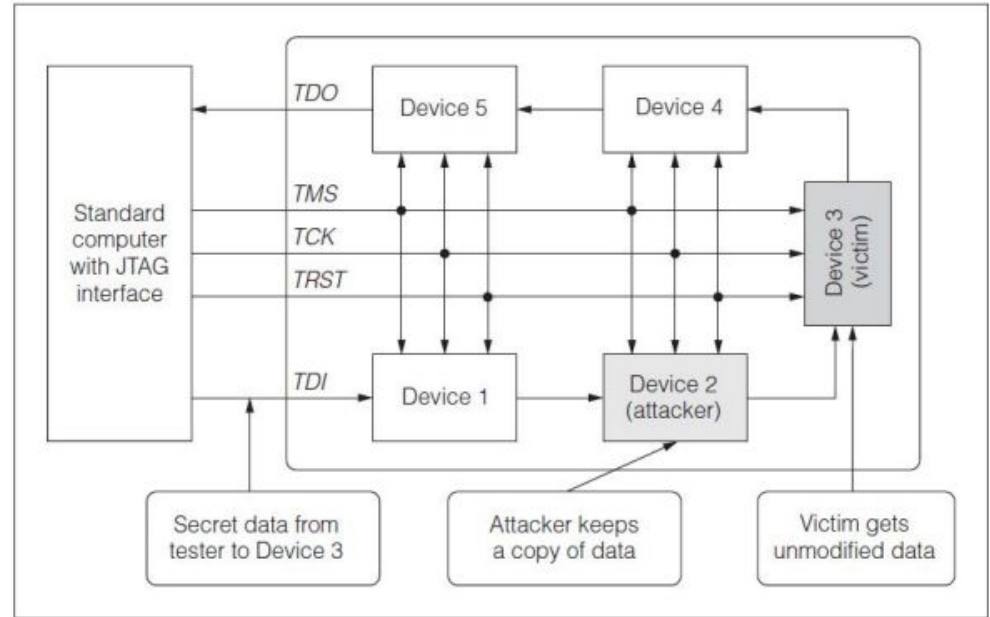 TDO
Device 5
Device 4
TMS
Standard
computer
with JTAG
interface
TCK
TRST
Device 3
(victim)
TDI
Device 1
Device 2
(attacker)
Secret data from
tester to Device 3
Attacker keeps
a copy of data
Victim gets
unmodified data